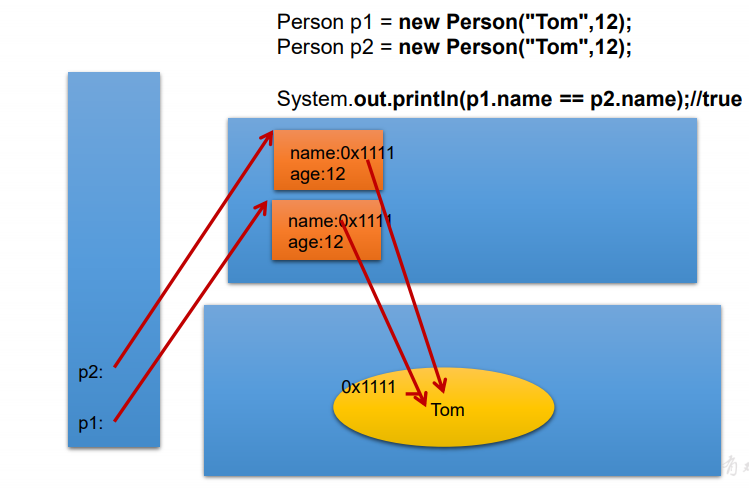 Person p1 = new Person("Tom",12);
Person p2 = new Person("Tom",12);
System.out.println(p1.name == p2.name);//true
name:0x1111
age:12
name:0x1111
age:12
p2:
p1:
0x1111
Tom